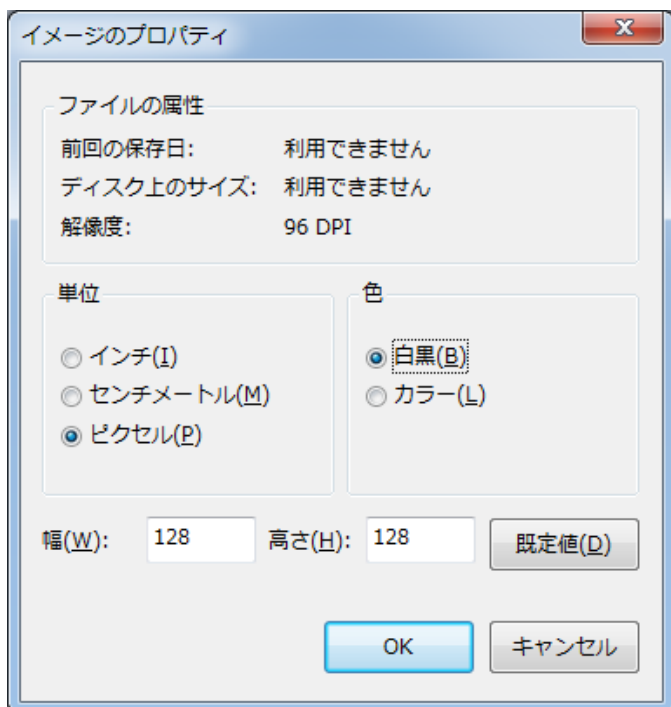 イメージのプロパティ
ファイルの属性
前回の保存日: 利用できません
ディスク上のサイズ: 利用できません
解像度: 96 DPI
単位
インチ(I)
センチメートル(M)
ピクセル(P)
色
白黒(B)
カラー(L)
幅(W): 128 高さ(H): 128 既定値(D)
OK キャンセル